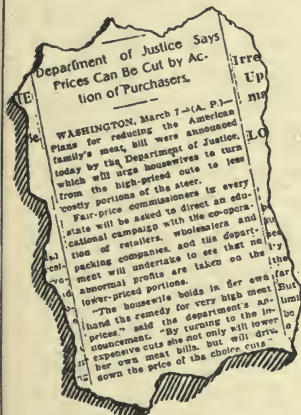 Department of Justice Says
Prices Can Be Cut by Ac-
tion of Purchasers.
WASHINGTON, March 7—(A. P.)—
Plans for reducing the American
family's meat bill were announced
today by the Department of Justice,
which will urge housewives to turn
from the high-priced cuts to less
costly portions of the steer.
Fair-price commissioners in every
state will be asked to direct an edu-
cational campaign with the co-opera-
tion of retailers, wholesalers and
packing companies, and the depart-
ment will undertake to see that no
abnormal profits are taken on the
lower-priced portions.
"The housewife holds in her own
hand the remedy for very high meat
prices," said the department's an-
nouncement. "By turning to the in-
expensive cuts she not only will lower
her own meat bills, but will drive
down the price of the choice cuts."
Irre
Up
ma
LO
But